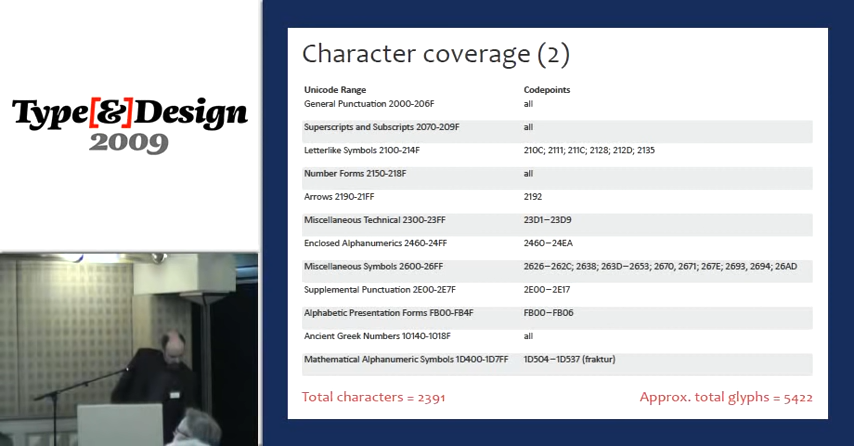 Type[&]Design
2009
Character coverage (2)
Unicode Range Codepoints
General Punctuation 2000-206F all
Superscripts and Subscripts 2070-209F all
Letterlike Symbols 2100-214F 210C; 2111; 211C; 2128; 212D; 2135
Number Forms 2150-218F all
Arrows 2190-21FF 2192
Miscellaneous Technical 2300-23FF 23D1–23D9
Enclosed Alphanumerics 2460-24FF 2460–24EA
Miscellaneous Symbols 2600-26FF 2626–262C; 2638; 263D–2653; 2670, 2671; 267E; 2693, 2694; 26AD
Supplemental Punctuation 2E00-2E7F 2E00–2E17
Alphabetic Presentation Forms FB00-FB4F FB00–FB06
Ancient Greek Numbers 10140-1018F all
Mathematical Alphanumeric Symbols 1D400-1D7FF 1D504–1D537 (fraktur)
Total characters = 2391 Approx. total glyphs = 5422